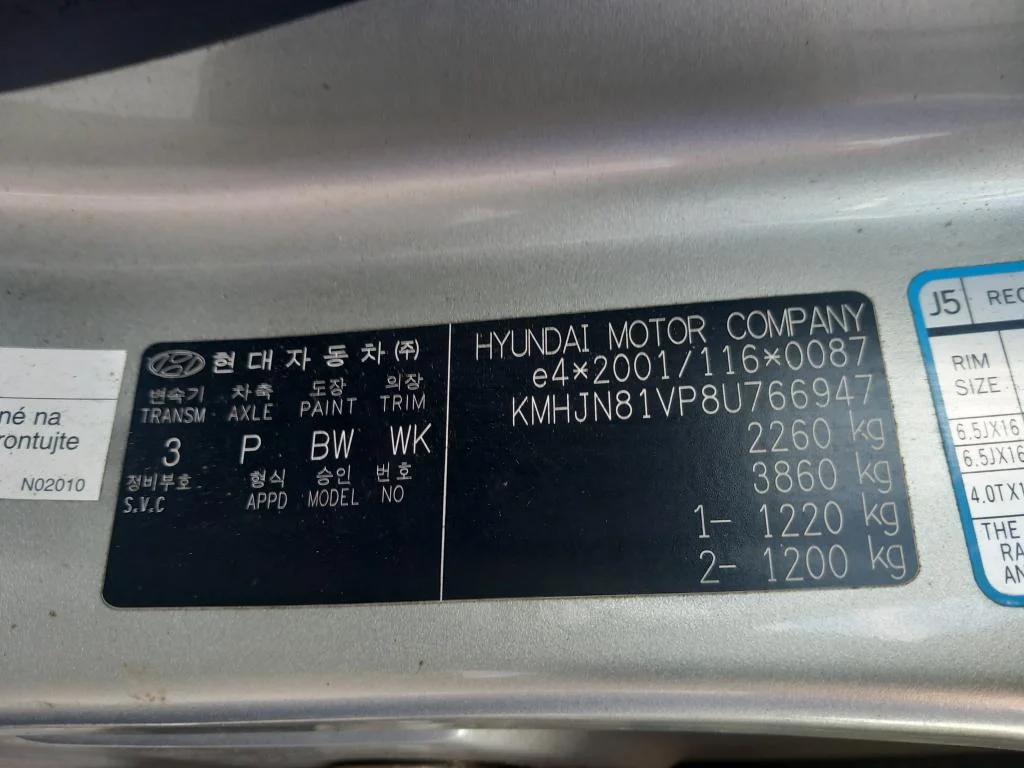 né na
rontujte
N02010
현대자동차(주)
변속기 차축 도장 의장
TRANSM AXLE PAINT TRIM
3 P BW WK
정비부호 형식 승인 번호
S.V.C APPD MODEL NO
HYUNDAI MOTOR COMPANY
e4*2001/116*0087
KMHJN81VP8U766947
2260 kg
3860 kg
1- 1220 kg
2- 1200 kg
J5 REC
RIM
SIZE
6.5JX16
6.5JX16
4.0TX1
THE
RA
AN